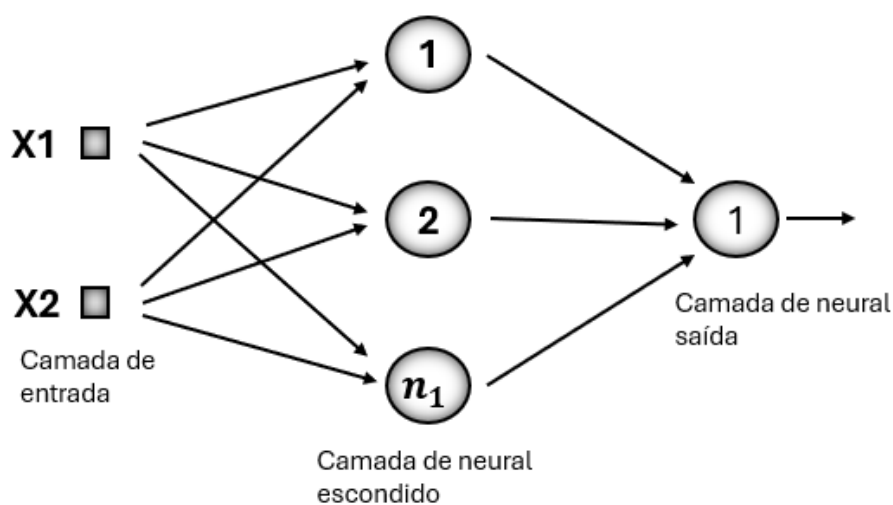 1
X1
2
1
X2
Camada de neural
saída
Camada de
entrada
n₁
Camada de neural
escondido